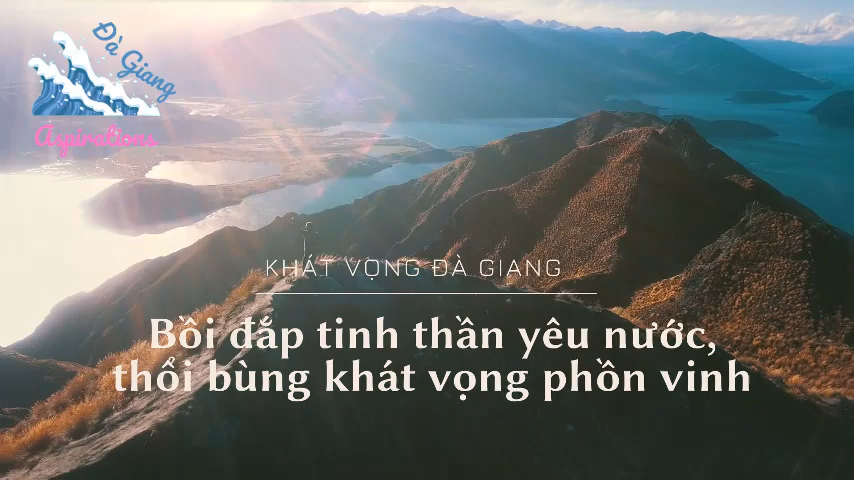 Đà Giang
Aspirations
KHÁT VỌNG ĐÀ GIANG
Bồi đắp tinh thần yêu nước,
thổi bùng khát vọng phồn vinh